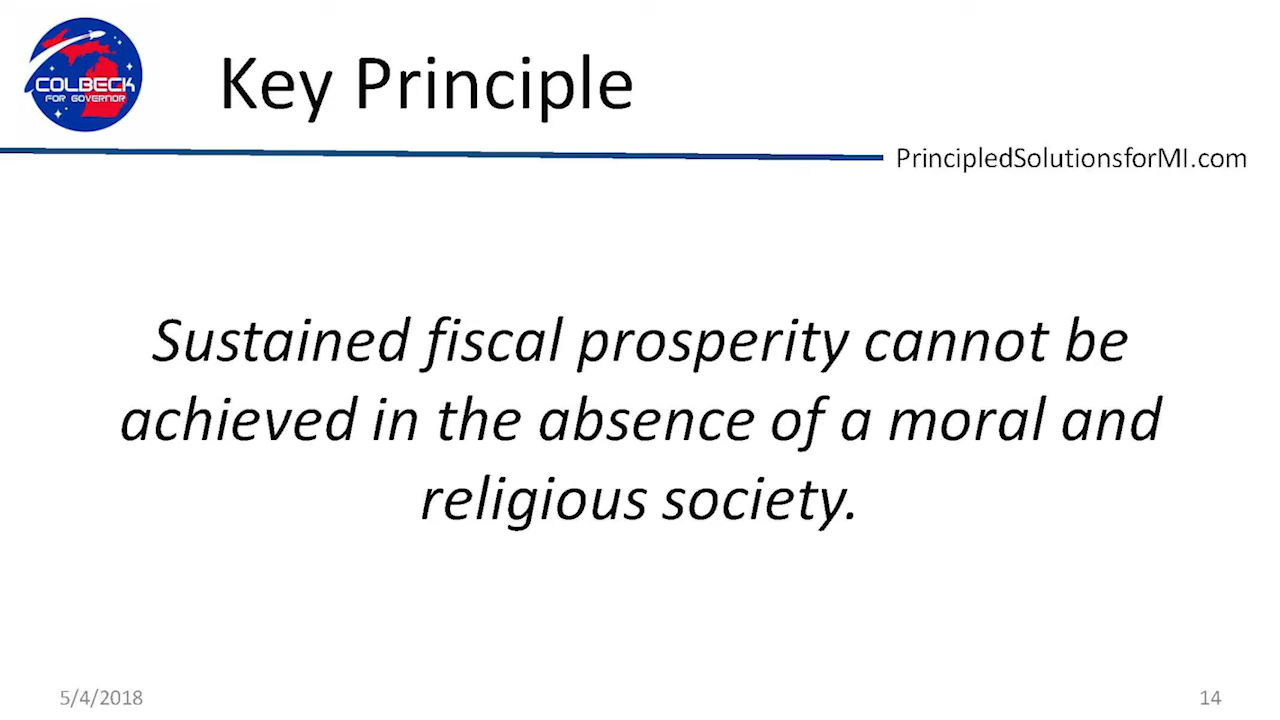 COLBECK
FOR GOVERNOR
Key Principle
PrincipledSolutionsforMI.com
Sustained fiscal prosperity cannot be
achieved in the absence of a moral and
religious society.
5/4/2018
14